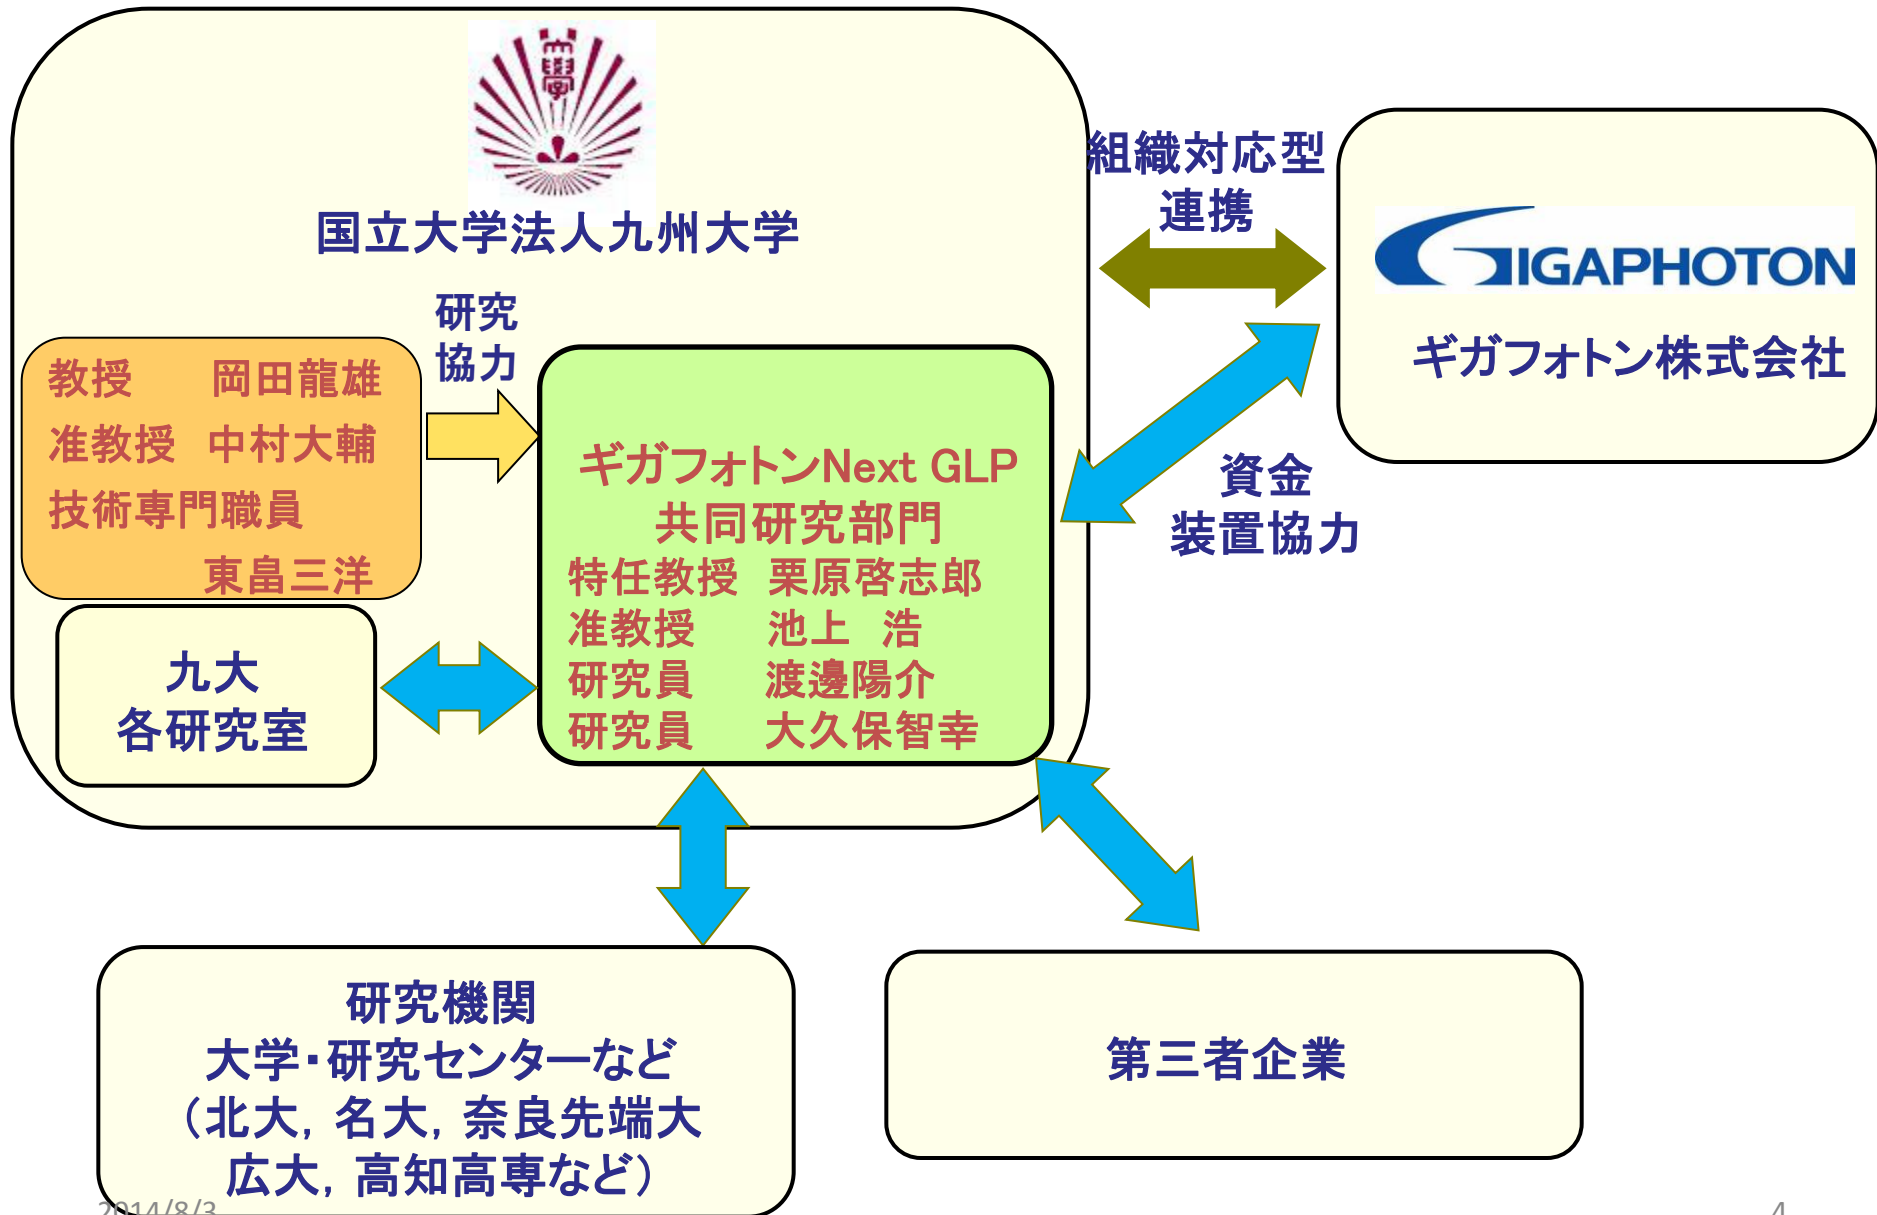 国立大学法人九州大学
組織対応型
連携
GIGAPHOTON
ギガフォトン株式会社
研究
協力
教授　岡田龍雄
准教授　中村大輔
技術専門職員
東畠三洋
ギガフォトンNext GLP
共同研究部門
特任教授　栗原啓志郎
准教授　池上　浩
研究員　渡邊陽介
研究員　大久保智幸
資金
装置協力
九大
各研究室
研究機関
大学・研究センターなど
（北大，名大，奈良先端大
広大，高知高専など）
第三者企業
2014/8/3
4